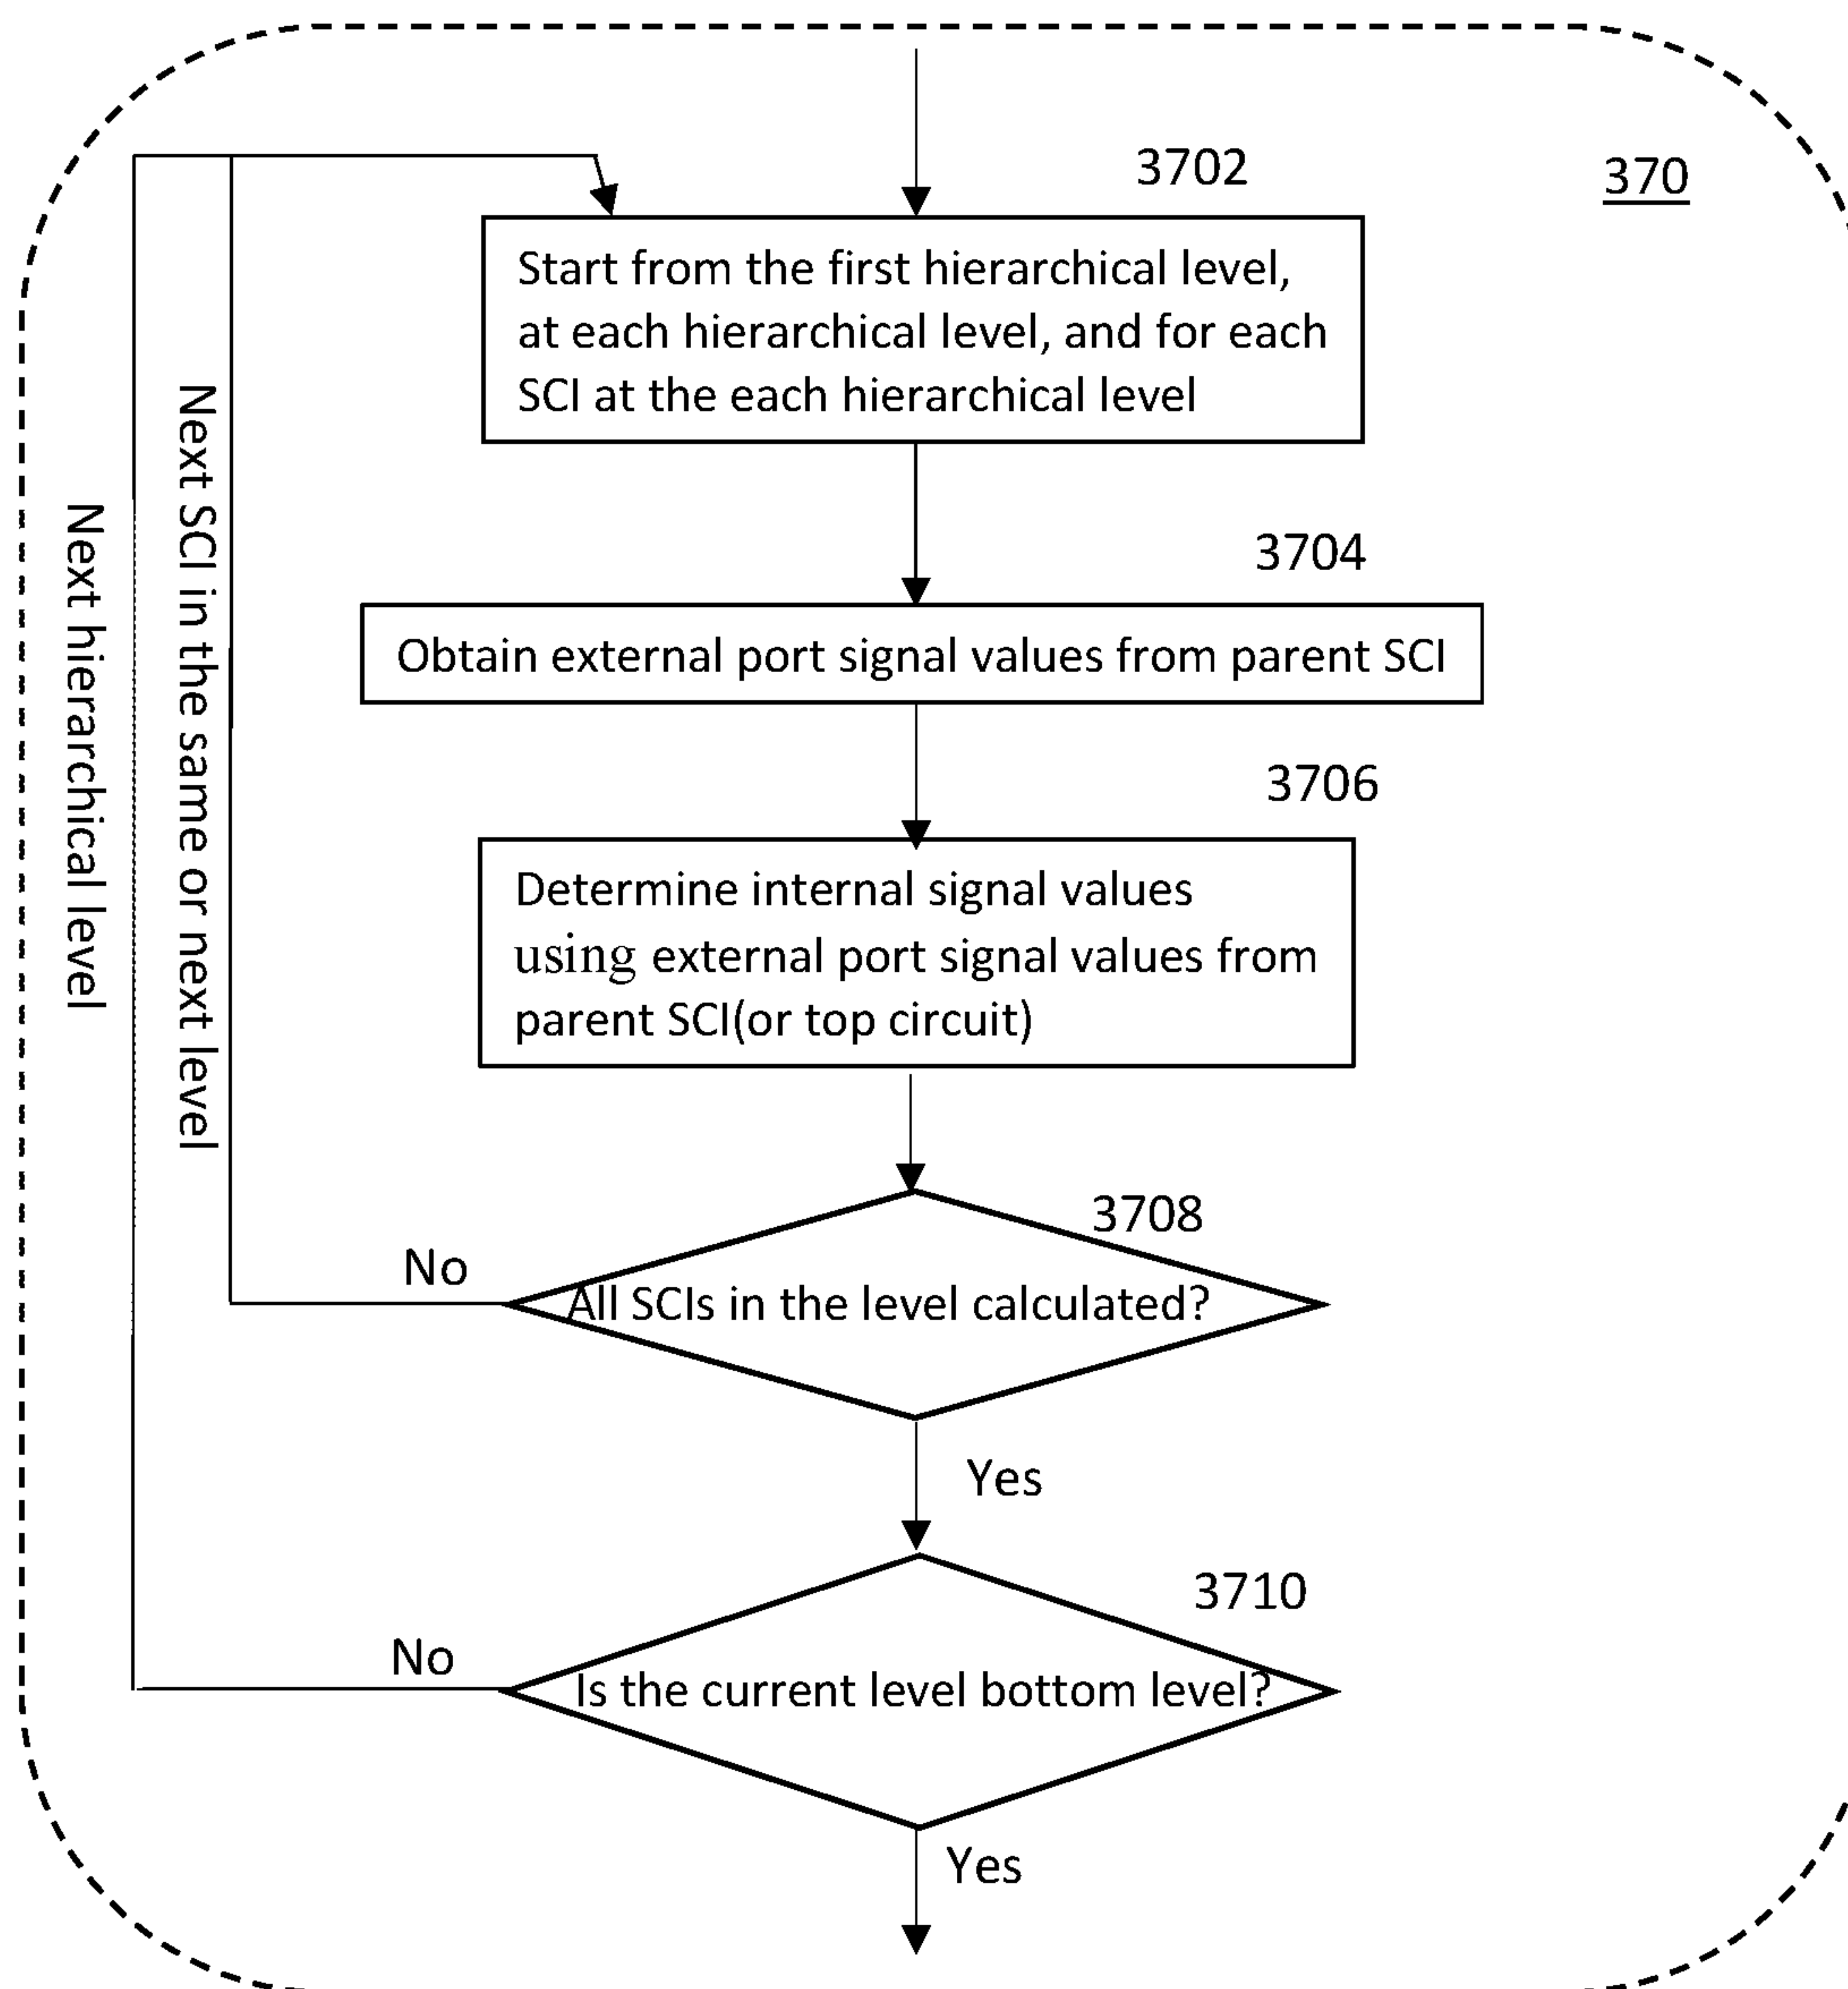 3702
370
Start from the first hierarchical level,
at each hierarchical level, and for each
SCI at the each hierarchical level
3704
Obtain external port signal values from parent SCI
3706
Determine internal signal values
using external port signal values from
parent SCI(or top circuit)
3708
No
All SCIs in the level calculated?
Yes
3710
No
Is the current level bottom level?
Yes
Next SCI in the same or next level
Next hierarchical level